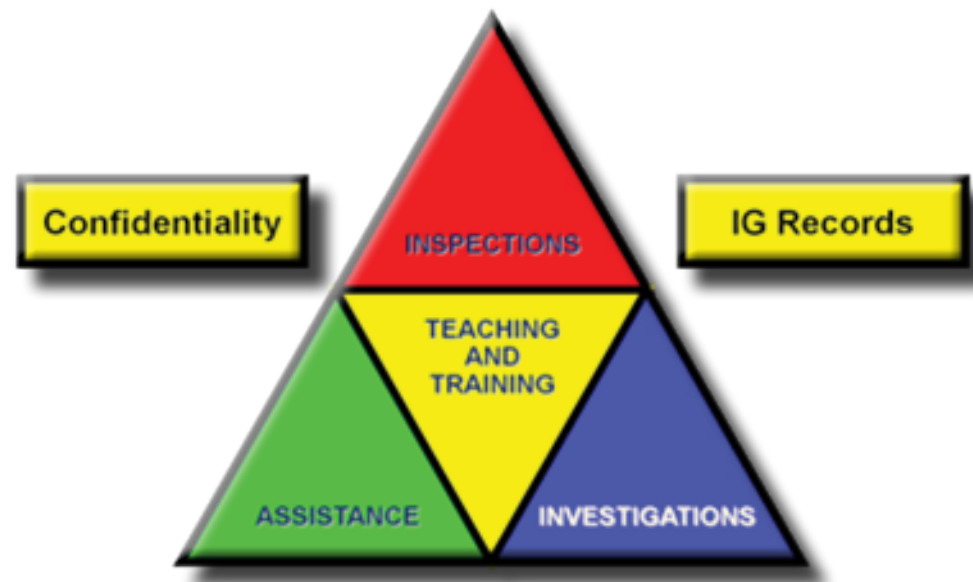 Confidentiality
IG Records
INSPECTIONS
TEACHING
AND
TRAINING
ASSISTANCE
INVESTIGATIONS